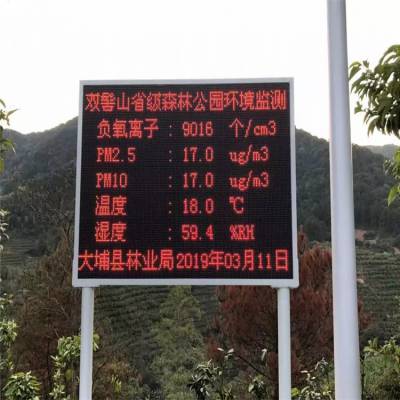 双髻山省级森林公园环境监测
负氧离子 : 9016 个/cm3
PM2.5 : 17.0 ug/m3
PM10 : 17.0 ug/m3
温度 : 18.0 ℃
湿度 : 59.4 %RH
大埔县林业局2019年03月11日